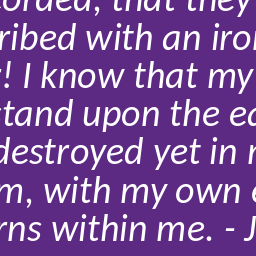 corded, that they
ribed with an iro
! I know that my
stand upon the ea
destroyed yet in
m, with my own e
rns within me. - J